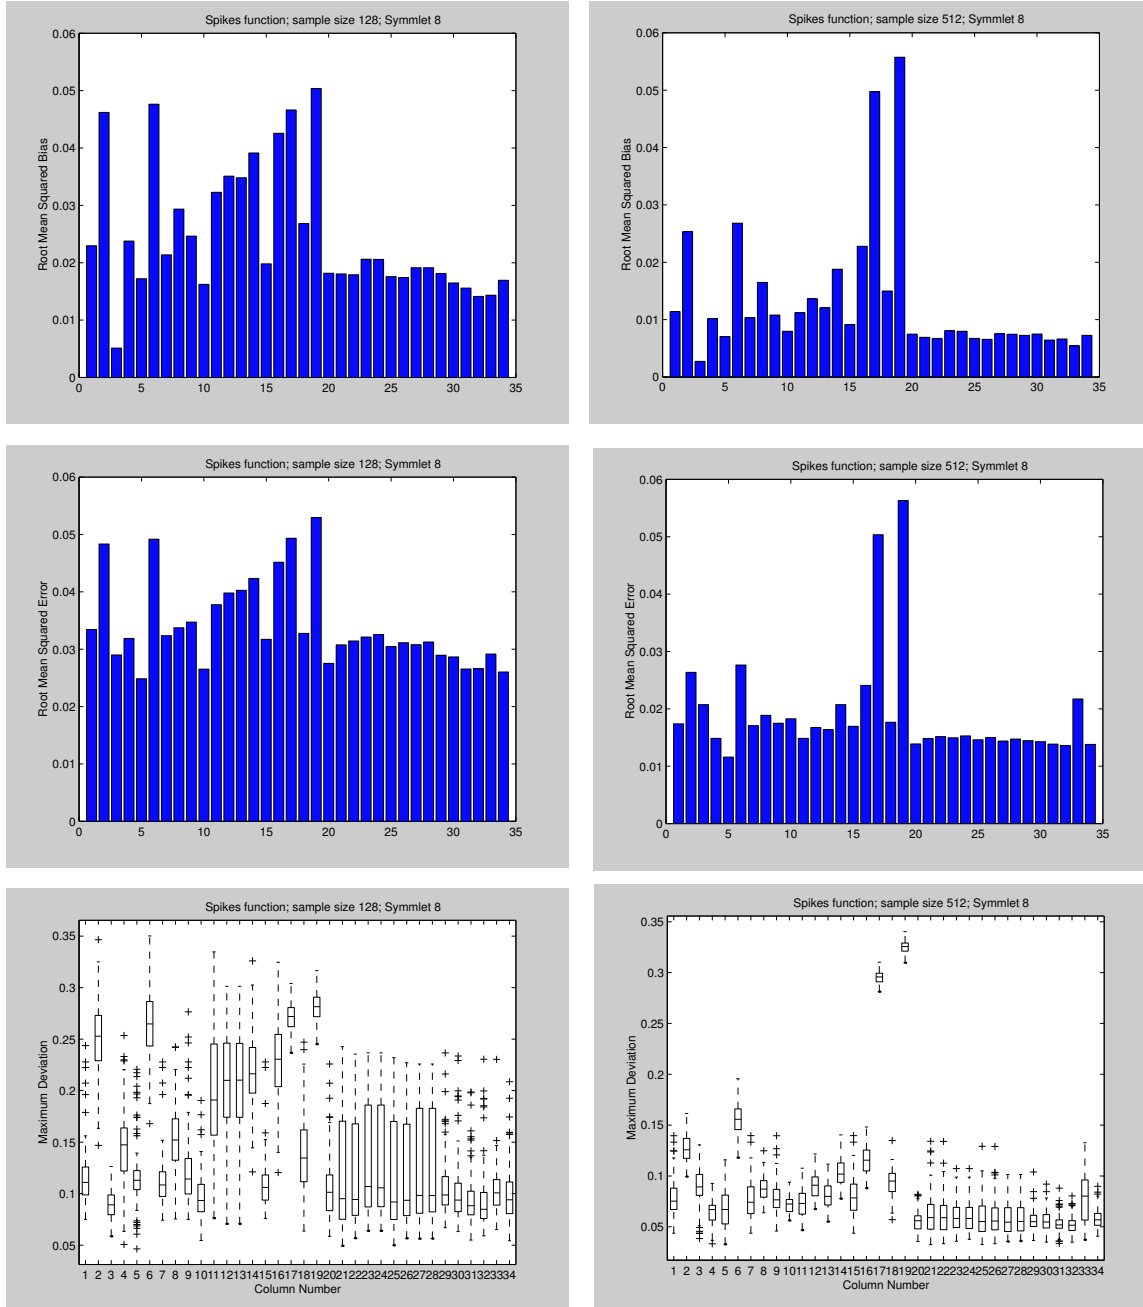 Spikes function; sample size 128; Symmlet 8
Root Mean Squared Bias
0.06
0.05
0.04
0.03
0.02
0.01
0
0 5 10 15 20 25 30 35
Spikes function; sample size 512; Symmlet 8
Root Mean Squared Bias
0.06
0.05
0.04
0.03
0.02
0.01
0
0 5 10 15 20 25 30 35
Spikes function; sample size 128; Symmlet 8
Root Mean Squared Error
0.06
0.05
0.04
0.03
0.02
0.01
0
0 5 10 15 20 25 30 35
Spikes function; sample size 512; Symmlet 8
Root Mean Squared Error
0.06
0.05
0.04
0.03
0.02
0.01
0
0 5 10 15 20 25 30 35
Spikes function; sample size 128; Symmlet 8
Maximum Deviation
0.35
0.3
0.25
0.2
0.15
0.1
0.05
1 2 3 4 5 6 7 8 9 10111213141516171819202122232425262728293031323334
Column Number
Spikes function; sample size 512; Symmlet 8
Maximum Deviation
0.35
0.3
0.25
0.2
0.15
0.1
0.05
1 2 3 4 5 6 7 8 9 10111213141516171819202122232425262728293031323334
Column Number